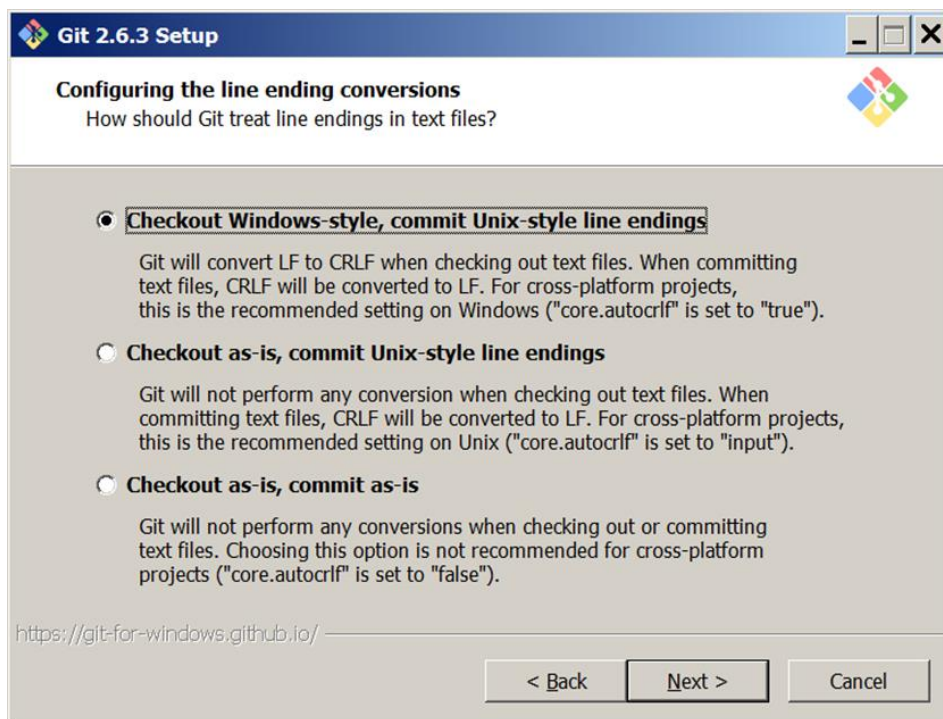 Git 2.6.3 Setup
Configuring the line ending conversions
How should Git treat line endings in text files?
Checkout Windows-style, commit Unix-style line endings
Git will convert LF to CRLF when checking out text files. When committing
text files, CRLF will be converted to LF. For cross-platform projects,
this is the recommended setting on Windows ("core.autocrlf" is set to "true").
Checkout as-is, commit Unix-style line endings
Git will not perform any conversion when checking out text files. When
committing text files, CRLF will be converted to LF. For cross-platform projects,
this is the recommended setting on Unix ("core.autocrlf" is set to "input").
Checkout as-is, commit as-is
Git will not perform any conversions when checking out or committing
text files. Choosing this option is not recommended for cross-platform
projects ("core.autocrlf" is set to "false").
https://git-for-windows.github.io/
< Back Next > Cancel